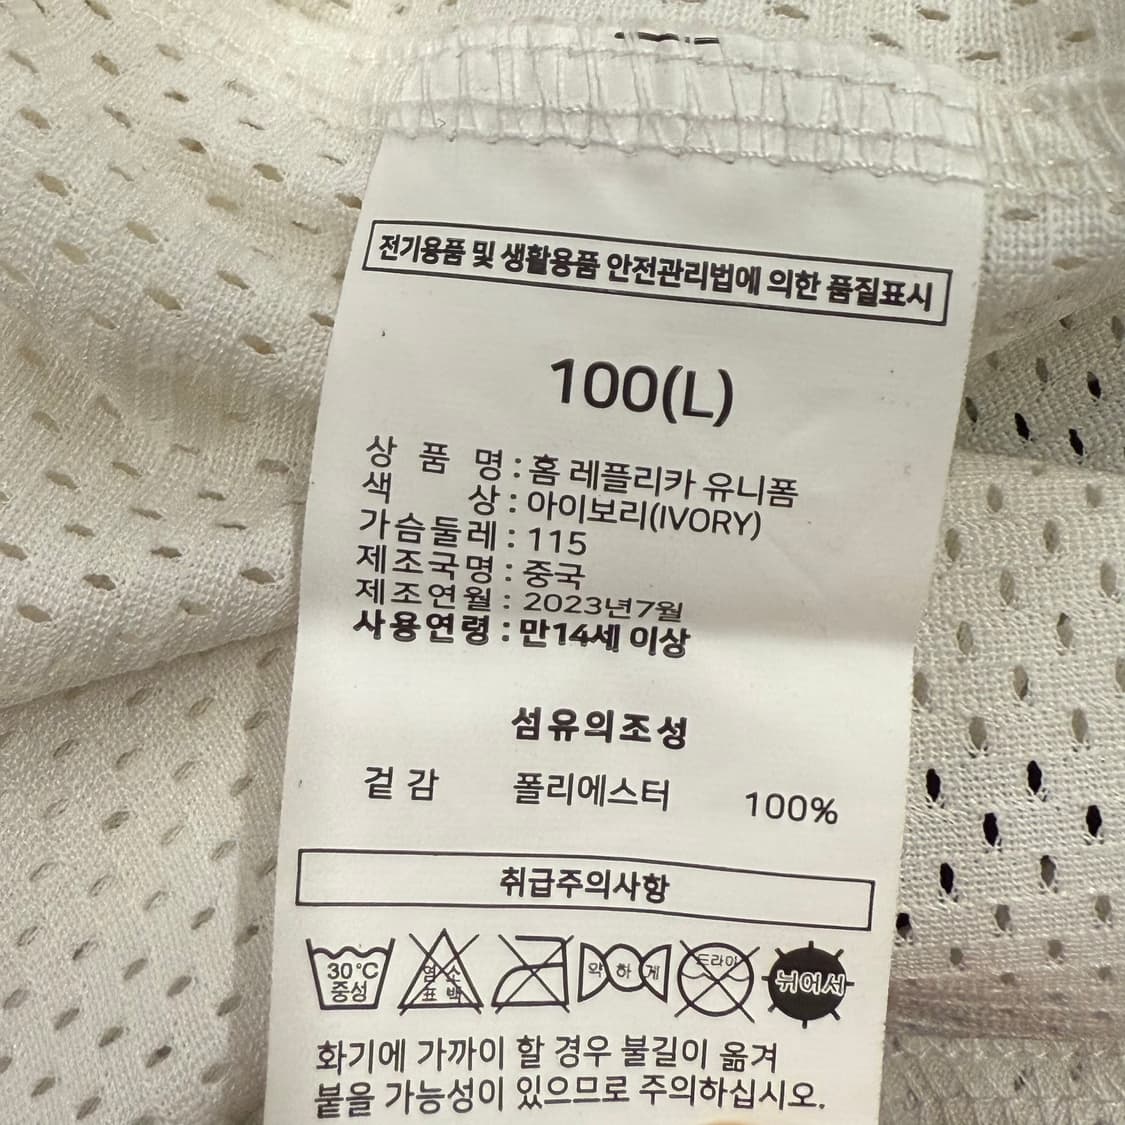 전기용품 및 생활용품 안전관리법에 의한 품질표시
100(L)
상 품 명 : 홈 레플리카 유니폼
색 상 : 아이보리(IVORY)
가슴둘레 : 115
제조국명 : 중국
제조연월 : 2023년7월
사용연령 : 만14세 이상
섬유의조성
겉감 폴리에스터 100%
취급주의사항
30°C 중성 염소 표백 약하게 드라이 뉘어서
화기에 가까이 할 경우 불길이 옮겨
붙을 가능성이 있으므로 주의하십시오.